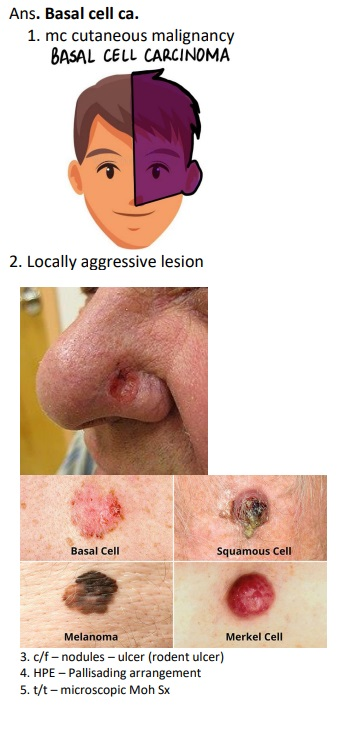 Ans. Basal cell ca.
1. mc cutaneous malignancy
BASAL CELL CARCINOMA
2. Locally aggressive lesion
Basal Cell
Squamous Cell
Melanoma
Merkel Cell
3. c/f – nodules – ulcer (rodent ulcer)
4. HPE – Pallisading arrangement
5. t/t – microscopic Moh Sx